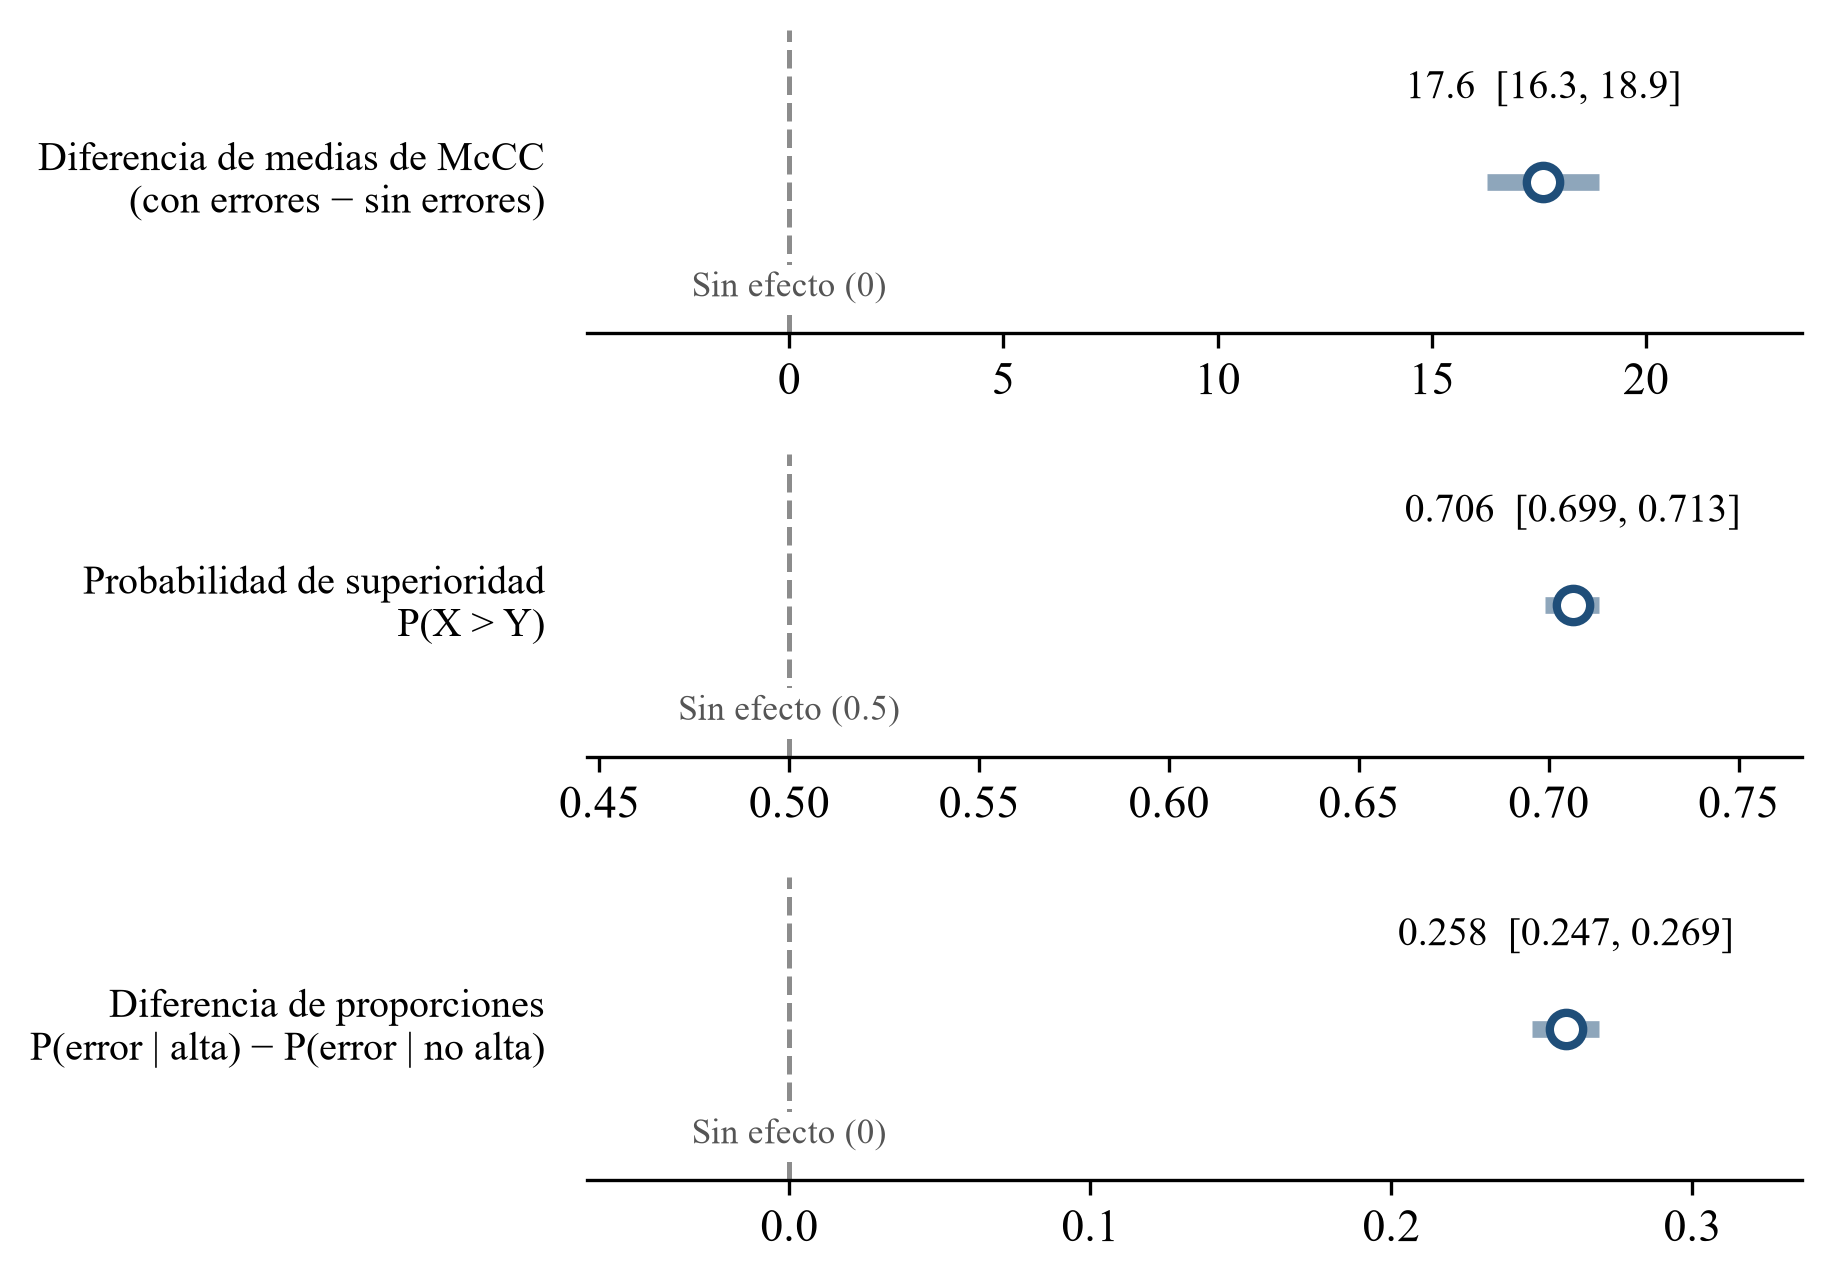 17.6 [16.3, 18.9]
Diferencia de medias de McCC
(con errores − sin errores)
Sin efecto (0)
0 5 10 15 20
0.706 [0.699, 0.713]
Probabilidad de superioridad
P(X > Y)
Sin efecto (0.5)
0.45 0.50 0.55 0.60 0.65 0.70 0.75
0.258 [0.247, 0.269]
Diferencia de proporciones
P(error | alta) − P(error | no alta)
Sin efecto (0)
0.0 0.1 0.2 0.3